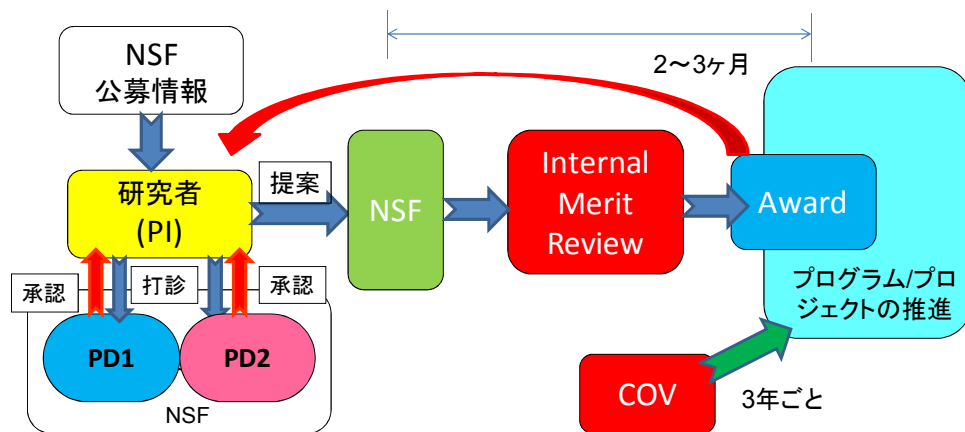 NSF
公募情報
2～3ヶ月
研究者
(PI)
提案
NSF
Internal
Merit
Review
Award
プログラム/プロ
ジェクトの推進
承認
打診
承認
PD1
PD2
NSF
COV
3年ごと